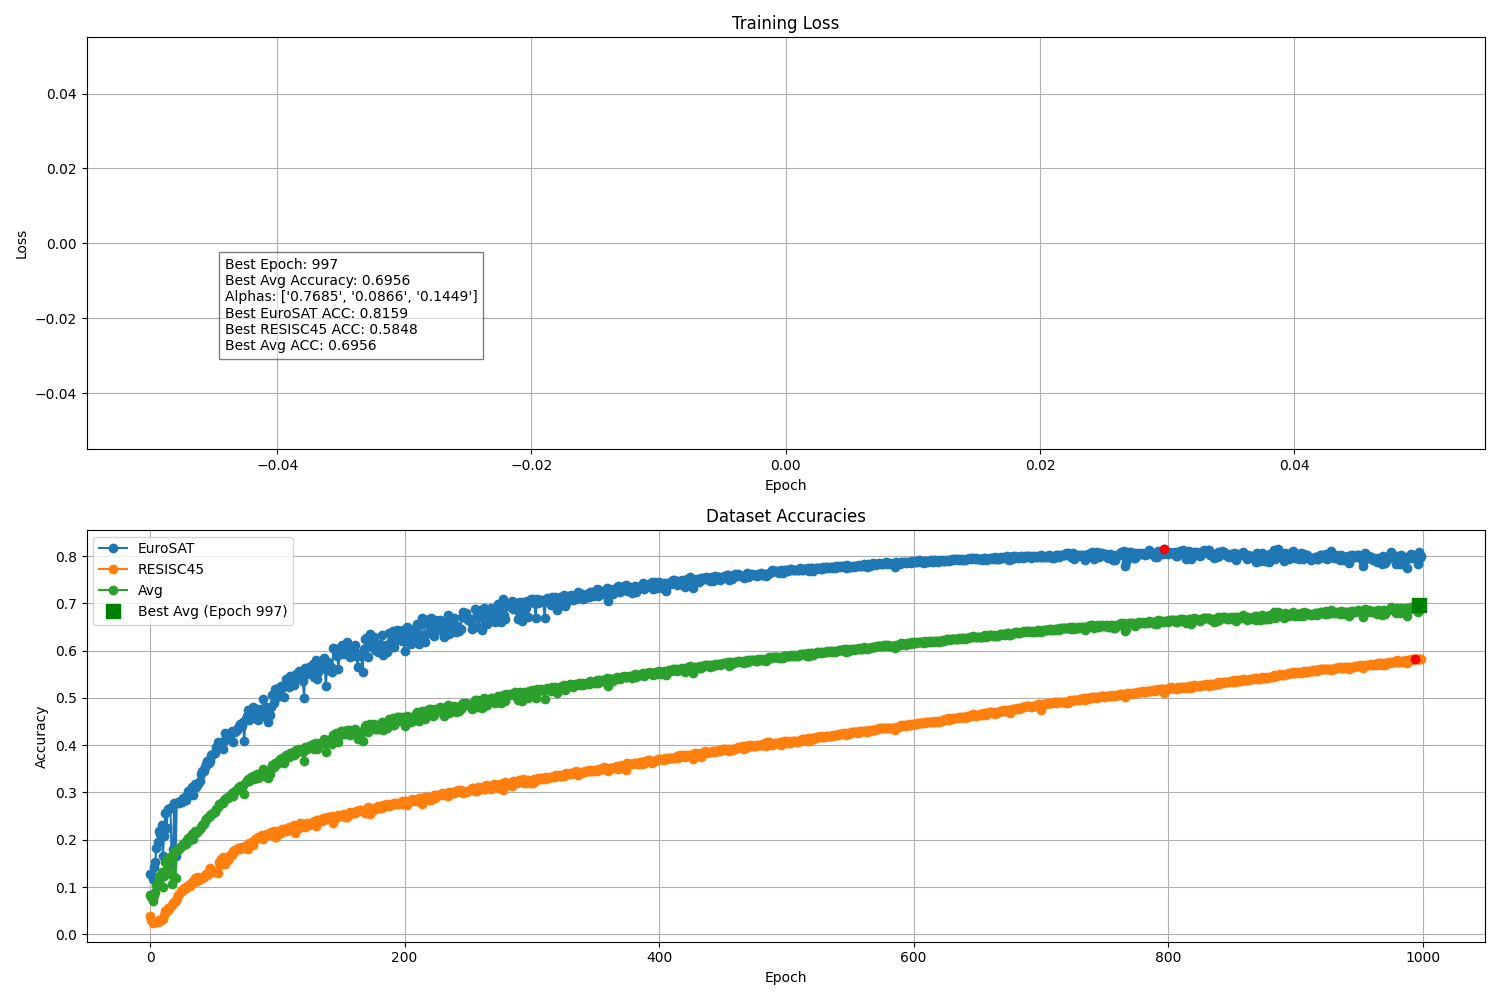 Training Loss
0.04
0.02
0.00
−0.02
−0.04
Loss
Best Epoch: 997
Best Avg Accuracy: 0.6956
Alphas: ['0.7685', '0.0866', '0.1449']
Best EuroSAT ACC: 0.8159
Best RESISC45 ACC: 0.5848
Best Avg ACC: 0.6956
−0.04 −0.02 0.00 0.02 0.04
Epoch
Dataset Accuracies
EuroSAT
RESISC45
Avg
Best Avg (Epoch 997)
0.8
0.7
0.6
0.5
0.4
0.3
0.2
0.1
0.0
Accuracy
0 200 400 600 800 1000
Epoch